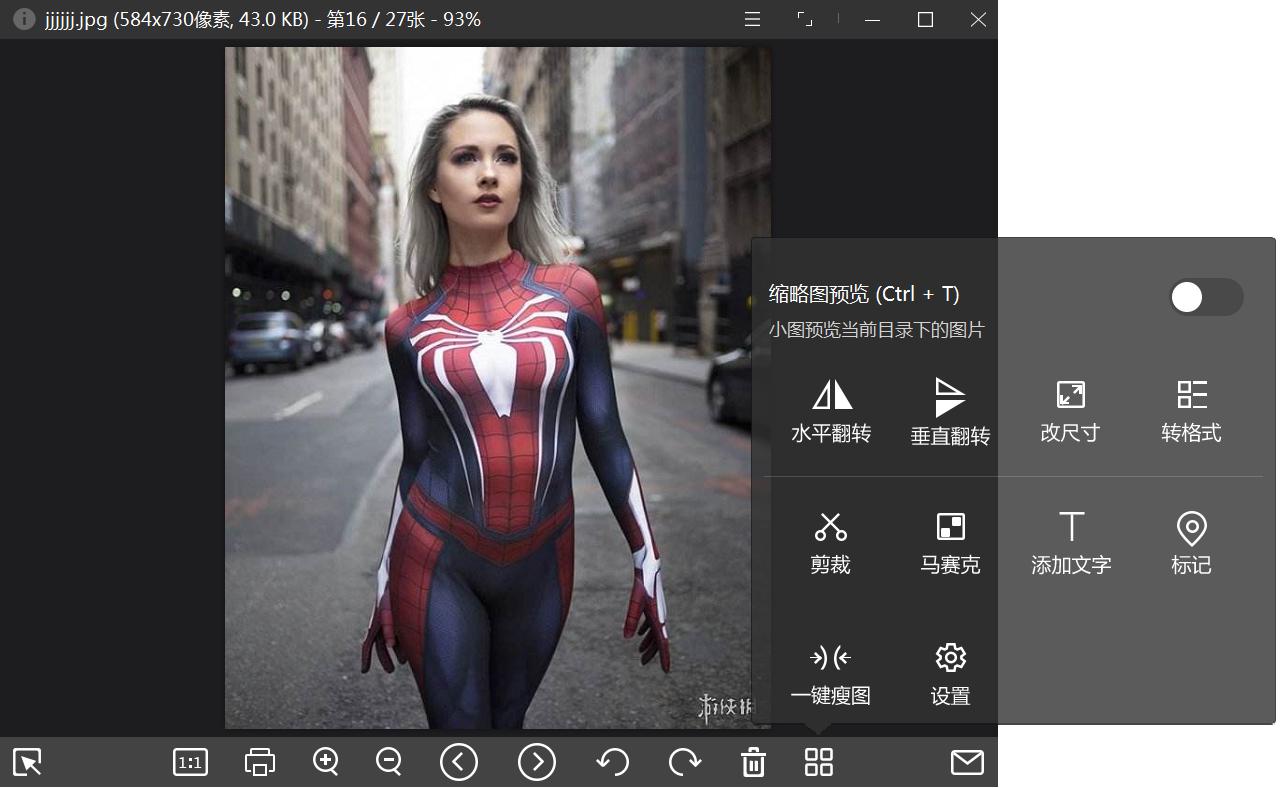 jjjjjj.jpg (584x730像素, 43.0 KB) - 第16 / 27张 - 93%
缩略图预览 (Ctrl + T)
小图预览当前目录下的图片
水平翻转 垂直翻转 改尺寸 转格式
剪裁 马赛克 添加文字 标记
一键瘦图 设置
游侠
1:1